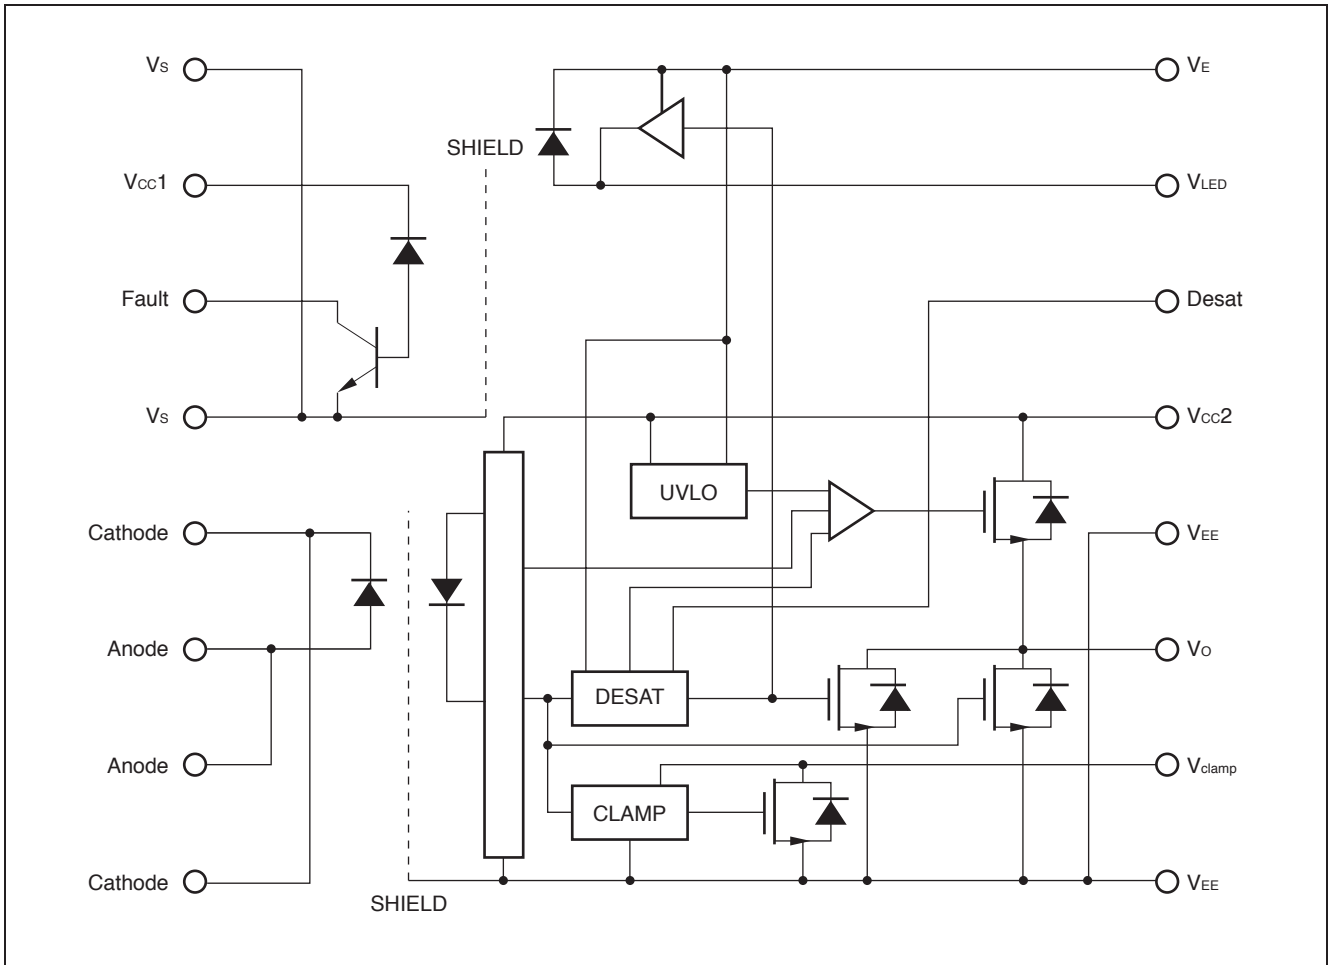 Vs
VE
SHIELD
VCC1
VLED
Fault
Desat
Vs
VCC2
UVLO
Cathode
VEE
Anode
VO
DESAT
Anode
Vclamp
CLAMP
Cathode
VEE
SHIELD